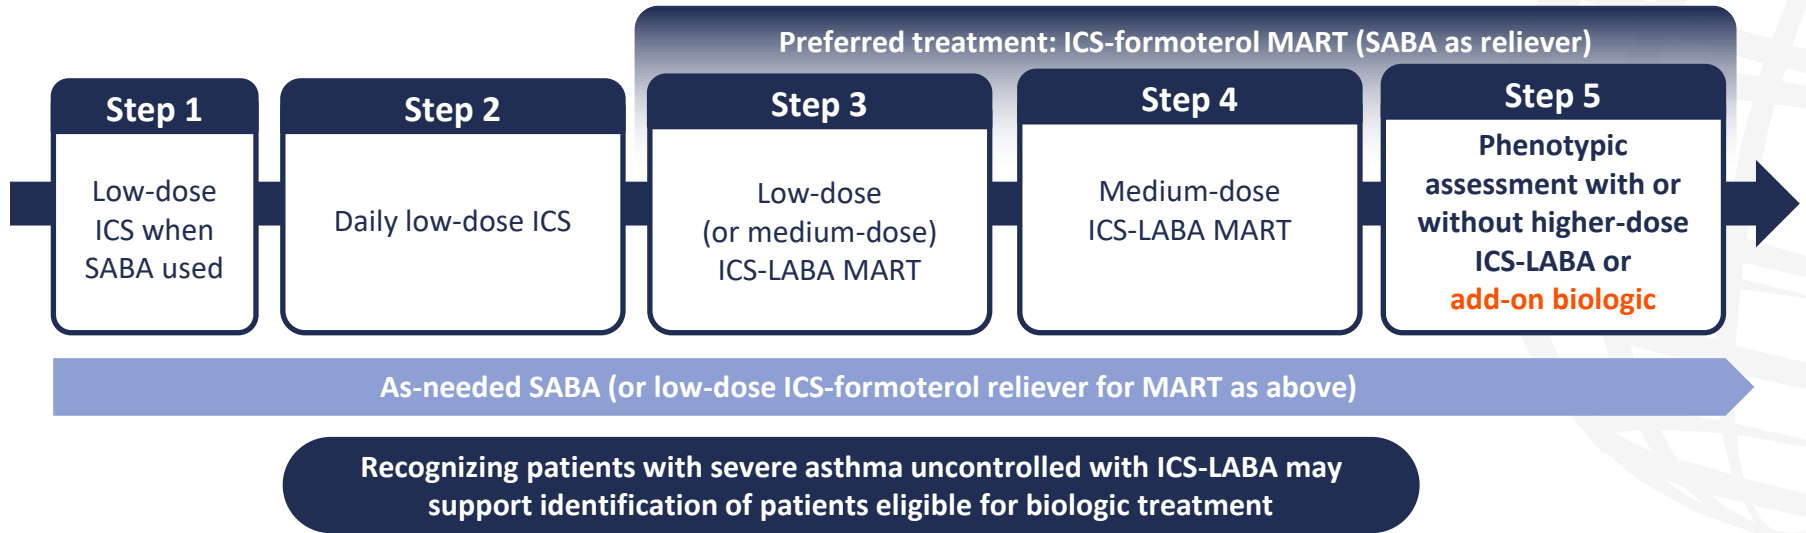 Preferred treatment: ICS-formoterol MART (SABA as reliever)
Step 1
Low-dose
ICS when
SABA used
Step 2
Daily low-dose ICS
Step 3
Low-dose
(or medium-dose)
ICS-LABA MART
Step 4
Medium-dose
ICS-LABA MART
Step 5
Phenotypic
assessment with or
without higher-dose
ICS-LABA or
add-on biologic
As-needed SABA (or low-dose ICS-formoterol reliever for MART as above)
Recognizing patients with severe asthma uncontrolled with ICS-LABA may
support identification of patients eligible for biologic treatment